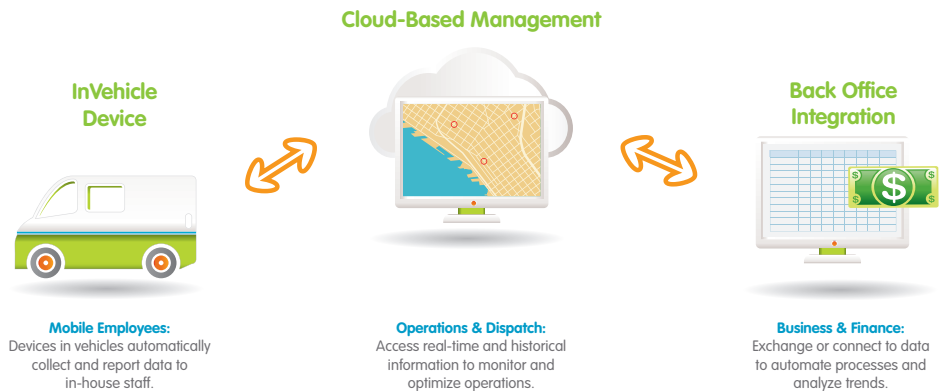 Cloud-Based Management
InVehicle
Device
Back Office
Integration
$
$
$
$
$
Mobile Employees:
Devices in vehicles automatically
collect and report data to
in-house staff.
Operations & Dispatch:
Access real-time and historical
information to monitor and
optimize operations.
Business & Finance:
Exchange or connect to data
to automate processes and
analyze trends.